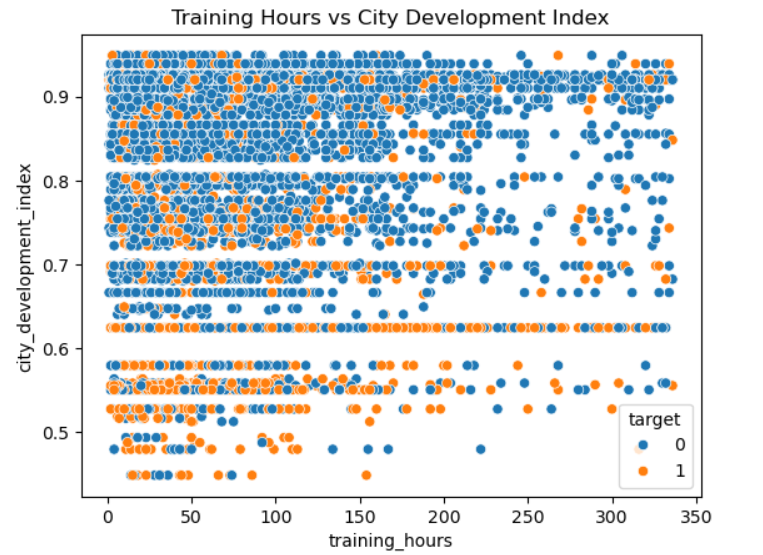 Training Hours vs City Development Index
city_development_index
0.9
0.8
0.7
0.6
0.5
target
0
1
0 50 100 150 200 250 300 350
training_hours